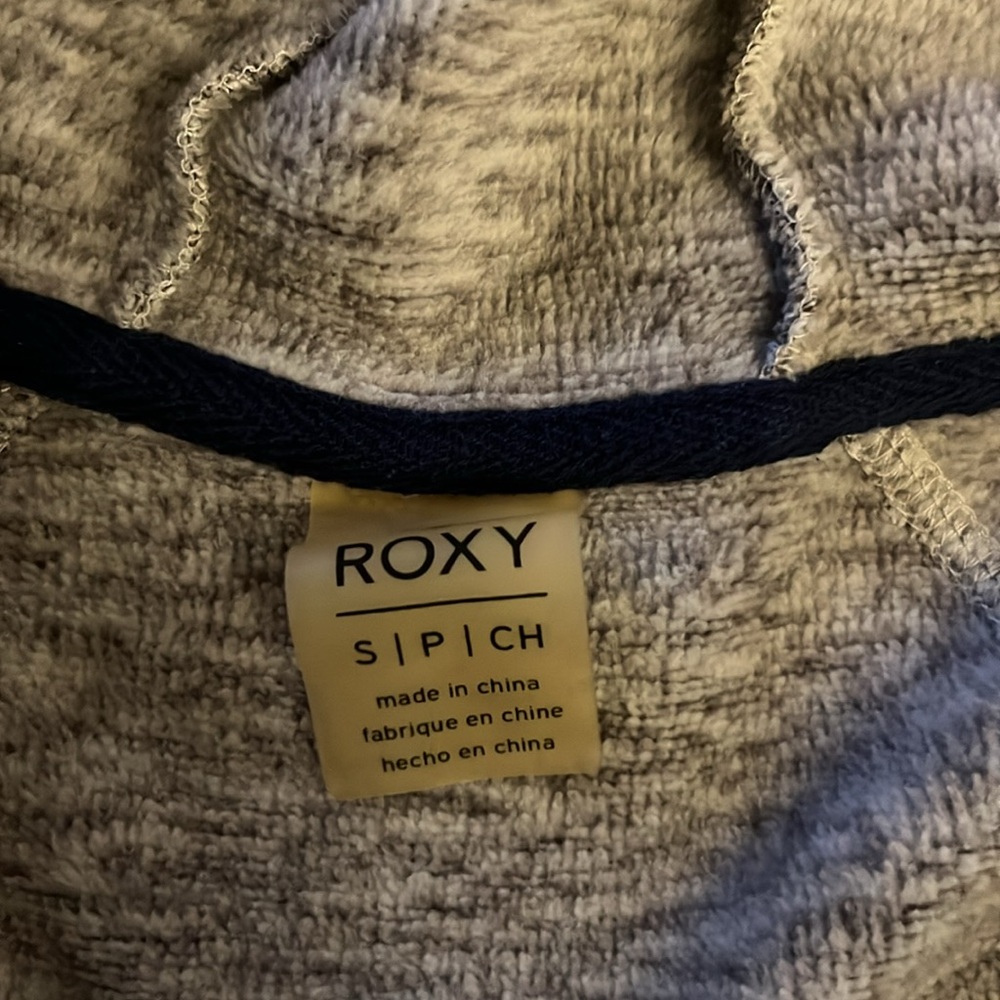 ROXY
S | P | CH
made in china
fabrique en chine
hecho en china